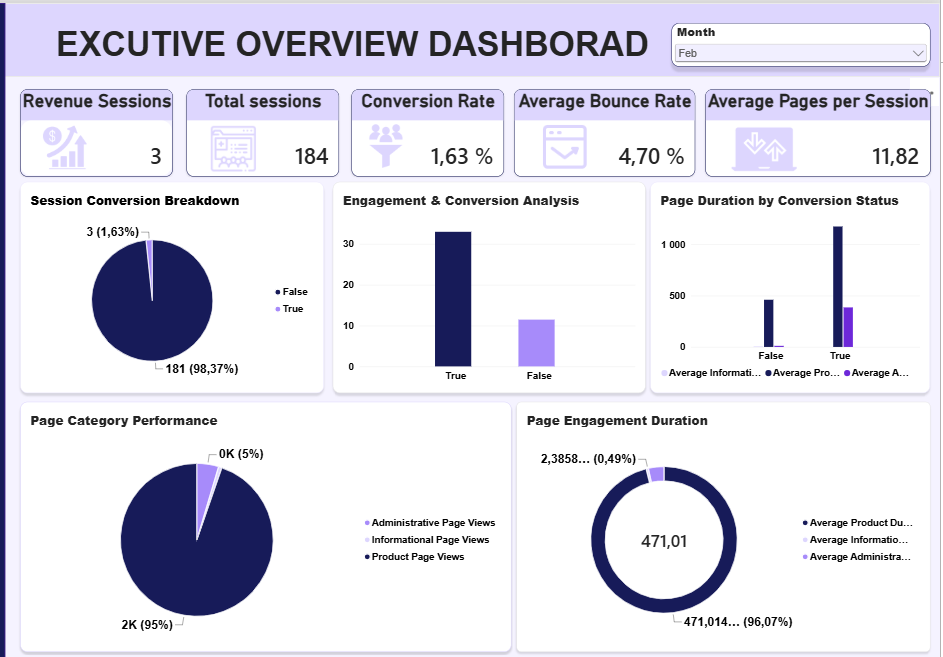 EXCUTIVE OVERVIEW DASHBORAD
Month
Feb
Revenue Sessions
3
Total sessions
184
Conversion Rate
1,63 %
Average Bounce Rate
4,70 %
Average Pages per Session
11,82
Session Conversion Breakdown
3 (1,63%)
181 (98,37%)
False
True
Engagement & Conversion Analysis
30
20
10
0
True
False
Page Duration by Conversion Status
1 000
500
0
False
True
Average Informati...
Average Pro...
Average A...
Page Category Performance
0K (5%)
2K (95%)
Administrative Page Views
Informational Page Views
Product Page Views
Page Engagement Duration
2,3858... (0,49%)
471,01
471,014... (96,07%)
Average Product Du...
Average Informatio...
Average Administra...